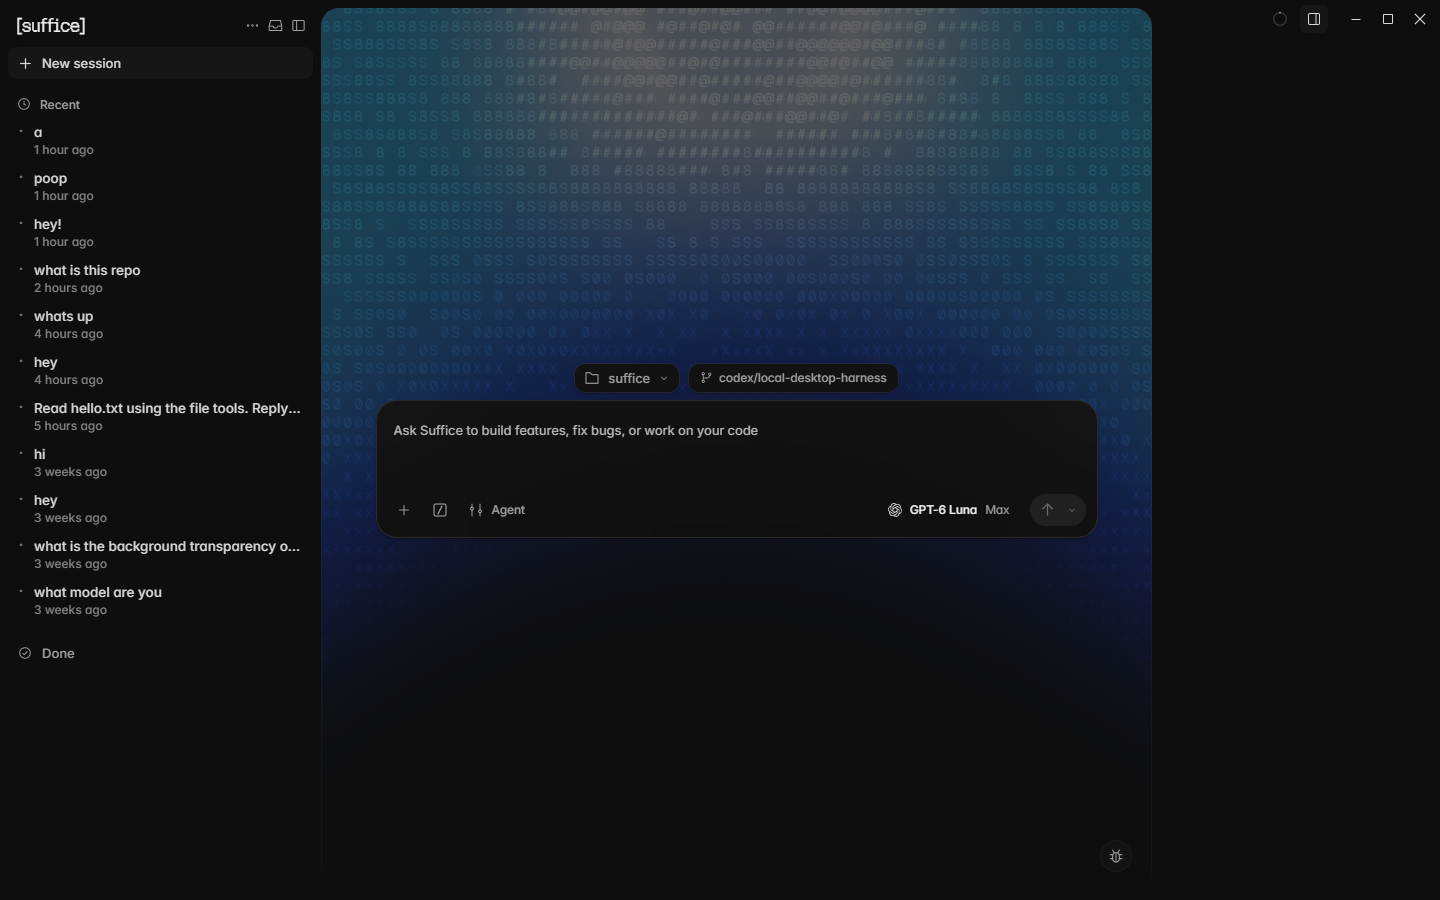 [suffice]
New session
Recent
a
1 hour ago
poop
1 hour ago
hey!
1 hour ago
what is this repo
2 hours ago
whats up
4 hours ago
hey
4 hours ago
Read hello.txt using the file tools. Reply...
5 hours ago
hi
3 weeks ago
hey
3 weeks ago
what is the background transparency o...
3 weeks ago
what model are you
3 weeks ago
Done
suffice
codex/local-desktop-harness
Ask Suffice to build features, fix bugs, or work on your code
Agent
GPT-6 Luna Max